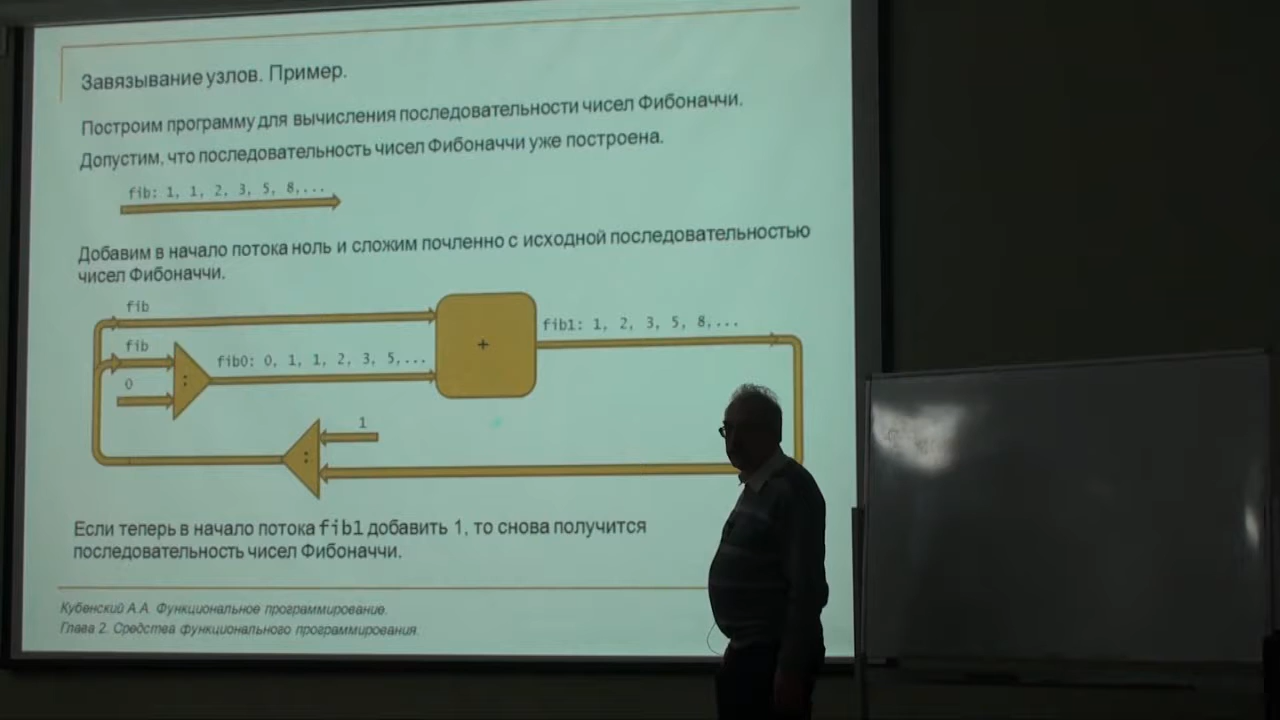 Завязывание узлов. Пример.
Построим программу для вычисления последовательности чисел Фибоначчи.
Допустим, что последовательность чисел Фибоначчи уже построена.
fib: 1, 1, 2, 3, 5, 8,...
Добавим в начало потока ноль и сложим почленно с исходной последовательностью
чисел Фибоначчи.
fib
fib
0
:
fib0: 0, 1, 1, 2, 3, 5,...
+
fib1: 1, 2, 3, 5, 8,...
1
:
Если теперь в начало потока fib1 добавить 1, то снова получится
последовательность чисел Фибоначчи.
Кубенский А.А. Функциональное программирование.
Глава 2. Средства функционального программирования.